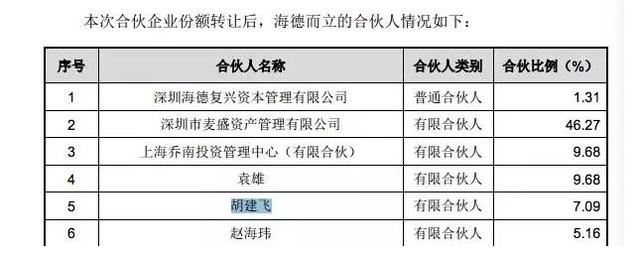 本次合伙企业份额转让后，海德而立的合伙人情况如下：
序号 合伙人名称 合伙人类别 合伙比例（%）
1 深圳海德复兴资本管理有限公司 普通合伙人 1.31
2 深圳市麦盛资产管理有限公司 有限合伙人 46.27
3 上海乔南投资管理中心（有限合伙） 有限合伙人 9.68
4 袁雄 有限合伙人 9.68
5 胡建飞 有限合伙人 7.09
6 赵海玮 有限合伙人 5.16